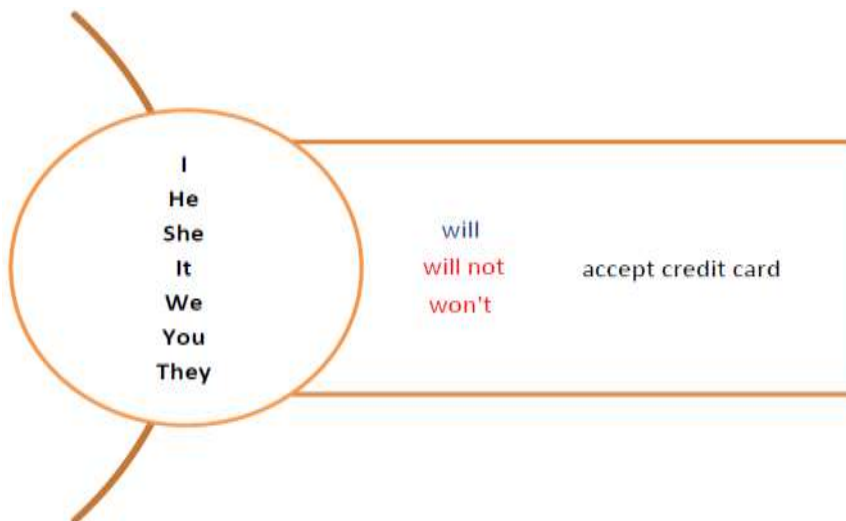 I
He
She
It
We
You
They
will
will not
won't
accept credit card